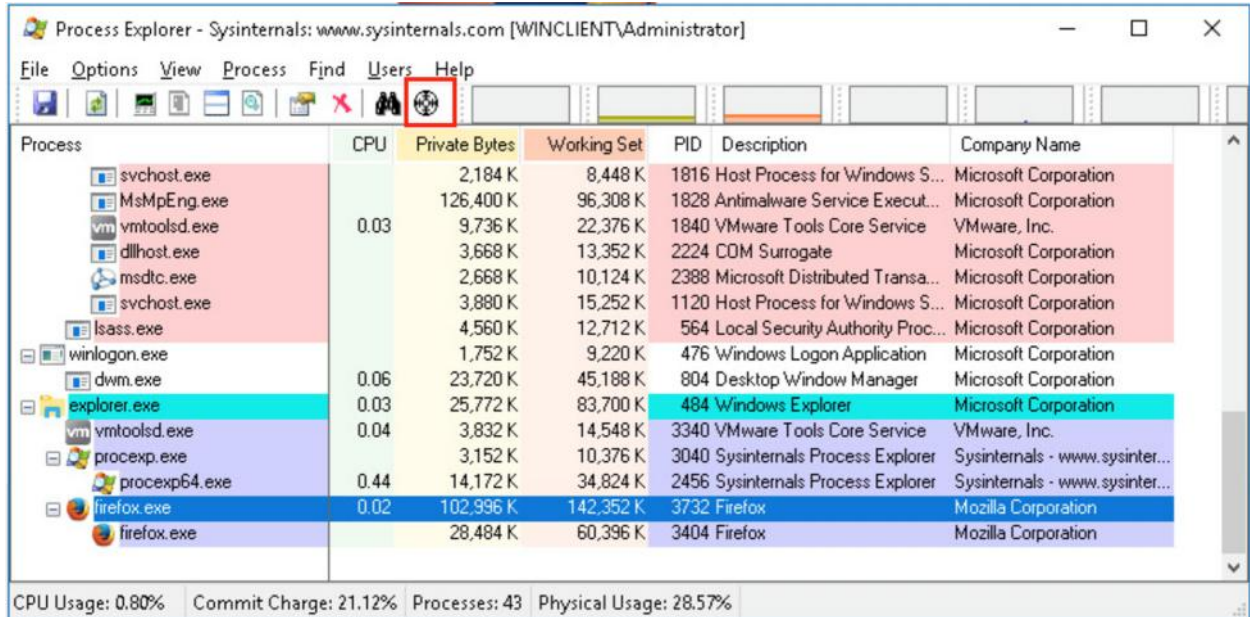 Process Explorer - Sysinternals: www.sysinternals.com [WINCLIENT\Administrator]
File Options View Process Find Users Help
Process CPU Private Bytes Working Set PID Description Company Name
svchost.exe 2,184 K 8,448 K 1816 Host Process for Windows S... Microsoft Corporation
MsMpEng.exe 126,400 K 96,308 K 1828 Antimalware Service Execut... Microsoft Corporation
vm vmtoolsd.exe 0.03 9,736 K 22,376 K 1840 VMware Tools Core Service VMware, Inc.
dllhost.exe 3,668 K 13,352 K 2224 COM Surrogate Microsoft Corporation
msdtc.exe 2,668 K 10,124 K 2388 Microsoft Distributed Transa... Microsoft Corporation
svchost.exe 3,880 K 15,252 K 1120 Host Process for Windows S... Microsoft Corporation
lsass.exe 4,560 K 12,712 K 564 Local Security Authority Proc... Microsoft Corporation
winlogon.exe 1,752 K 9,220 K 476 Windows Logon Application Microsoft Corporation
dwm.exe 0.06 23,720 K 45,188 K 804 Desktop Window Manager Microsoft Corporation
explorer.exe 0.03 25,772 K 83,700 K 484 Windows Explorer Microsoft Corporation
vm vmtoolsd.exe 0.04 3,832 K 14,548 K 3340 VMware Tools Core Service VMware, Inc.
procexp.exe 3,152 K 10,376 K 3040 Sysinternals Process Explorer Sysinternals - www.sysinter...
procexp64.exe 0.44 14,172 K 34,824 K 2456 Sysinternals Process Explorer Sysinternals - www.sysinter...
firefox.exe 0.02 102,996 K 142,352 K 3732 Firefox Mozilla Corporation
firefox.exe 28,484 K 60,396 K 3404 Firefox Mozilla Corporation
CPU Usage: 0.80% Commit Charge: 21.12% Processes: 43 Physical Usage: 28.57%